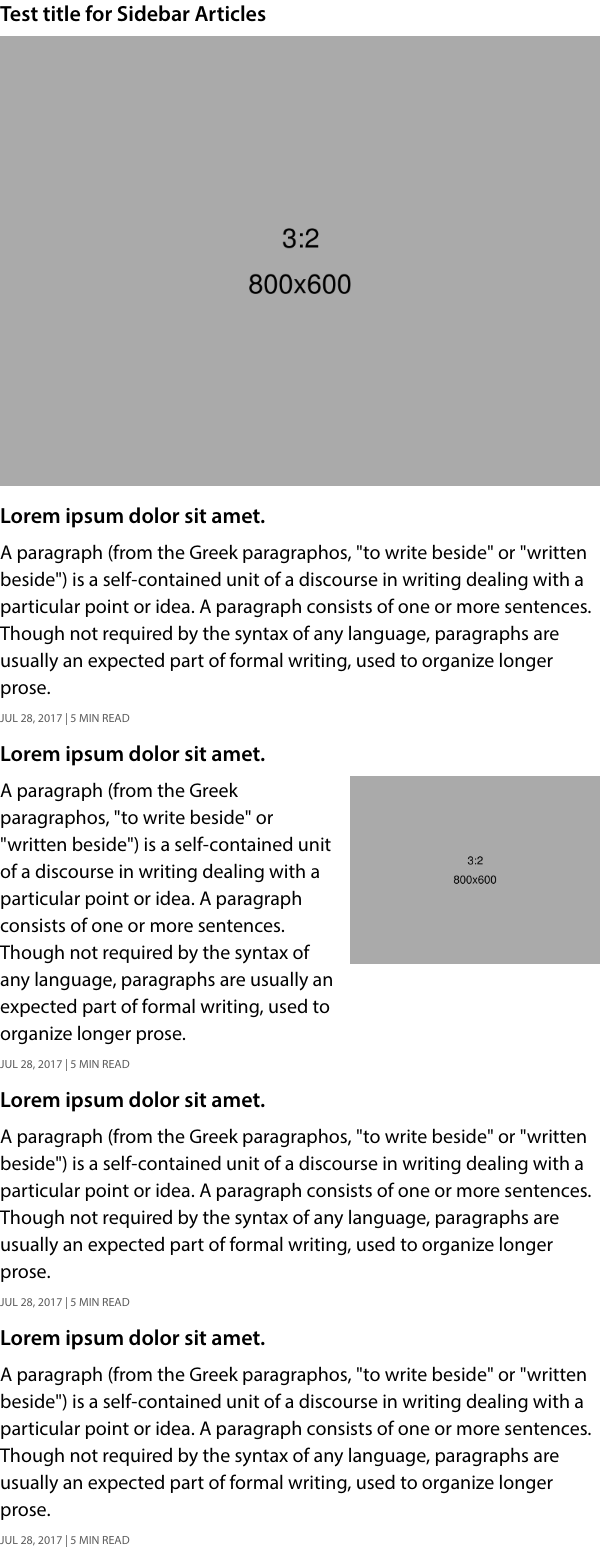 Test title for Sidebar Articles
3:2
800x600
Lorem ipsum dolor sit amet.
A paragraph (from the Greek paragraphos, "to write beside" or "written
beside") is a self-contained unit of a discourse in writing dealing with a
particular point or idea. A paragraph consists of one or more sentences.
Though not required by the syntax of any language, paragraphs are
usually an expected part of formal writing, used to organize longer
prose.
JUL 28, 2017 | 5 MIN READ
Lorem ipsum dolor sit amet.
A paragraph (from the Greek
paragraphos, "to write beside" or
"written beside") is a self-contained unit
of a discourse in writing dealing with a
particular point or idea. A paragraph
consists of one or more sentences.
Though not required by the syntax of
any language, paragraphs are usually an
expected part of formal writing, used to
organize longer prose.
3:2
800x600
JUL 28, 2017 | 5 MIN READ
Lorem ipsum dolor sit amet.
A paragraph (from the Greek paragraphos, "to write beside" or "written
beside") is a self-contained unit of a discourse in writing dealing with a
particular point or idea. A paragraph consists of one or more sentences.
Though not required by the syntax of any language, paragraphs are
usually an expected part of formal writing, used to organize longer
prose.
JUL 28, 2017 | 5 MIN READ
Lorem ipsum dolor sit amet.
A paragraph (from the Greek paragraphos, "to write beside" or "written
beside") is a self-contained unit of a discourse in writing dealing with a
particular point or idea. A paragraph consists of one or more sentences.
Though not required by the syntax of any language, paragraphs are
usually an expected part of formal writing, used to organize longer
prose.
JUL 28, 2017 | 5 MIN READ